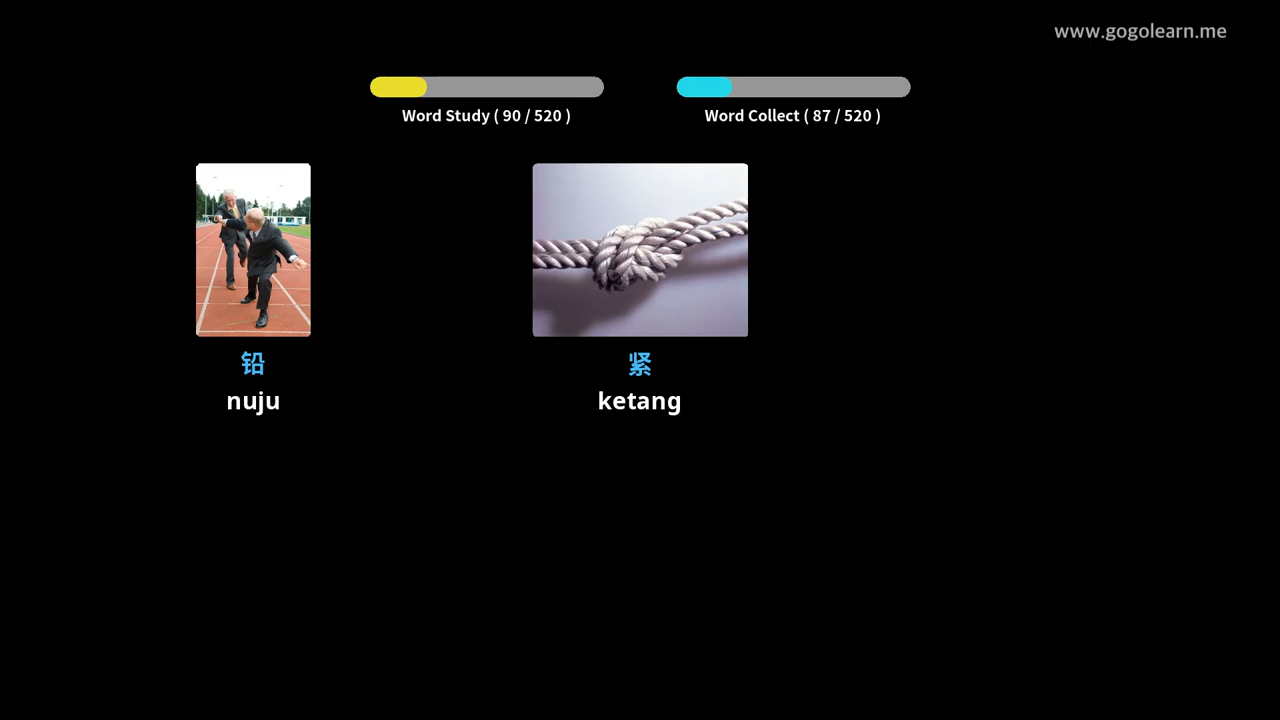 www.gogolearn.me
Word Study ( 90 / 520 )
Word Collect ( 87 / 520 )
铅
nuju
紧
ketang